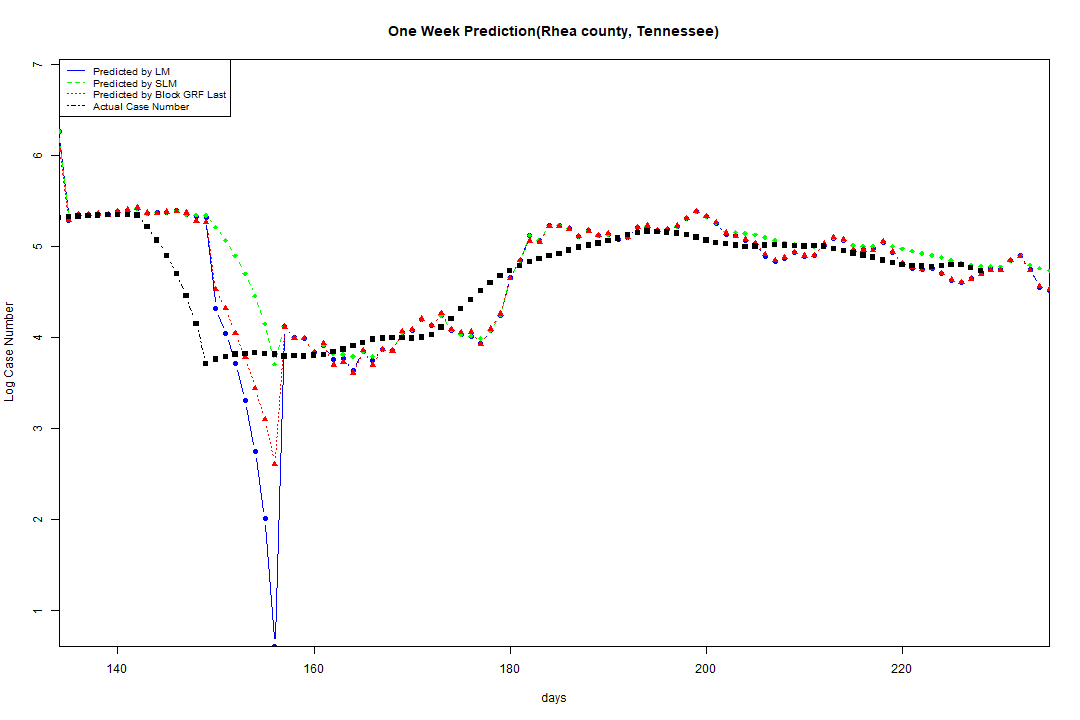 One Week Prediction(Rhea county, Tennessee)
Predicted by LM
Predicted by SLM
Predicted by Block GRF Last
Actual Case Number
7
6
5
4
3
2
1
Log Case Number
140 160 180 200 220
days